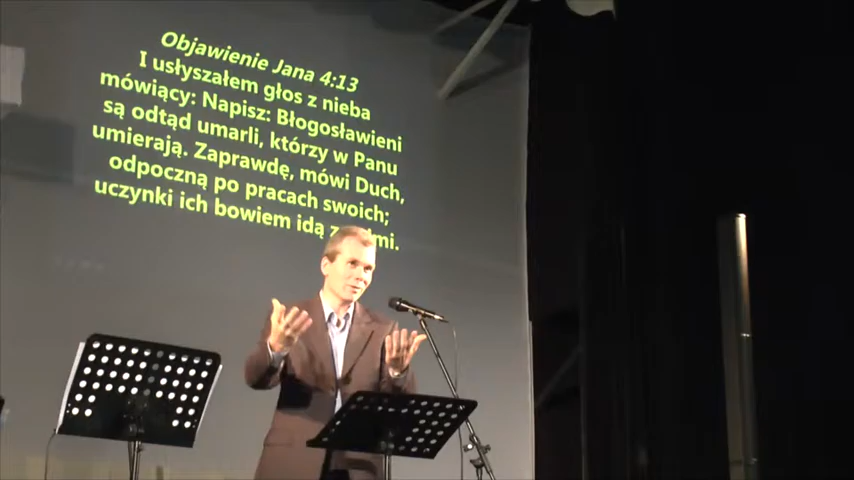 Objawienie Jana 4:13
I usłyszałem głos z nieba
mówiący: Napisz: Błogosławieni
są odtąd umarli, którzy w Panu
umierają. Zaprawdę, mówi Duch,
odpoczną po pracach swoich;
uczynki ich bowiem idą